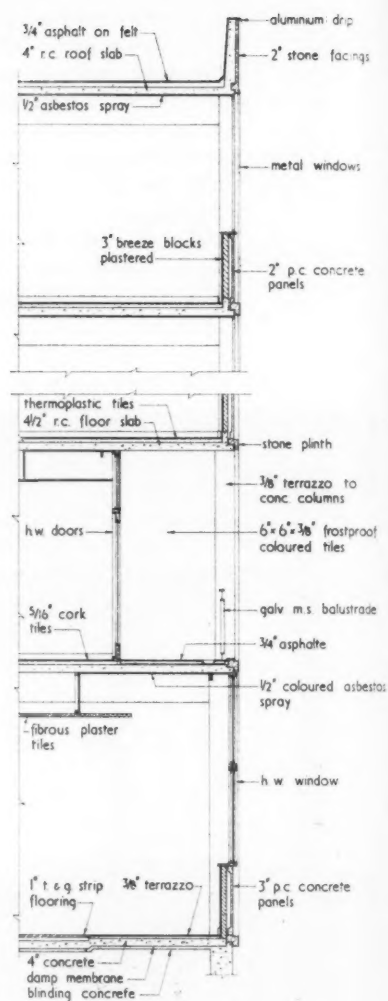 aluminium drip
3/4" asphalt on felt
4" r.c. roof slab
2" stone facings
1/2" asbestos spray
metal windows
3" breeze blocks
plastered
2" p.c. concrete
panels
thermoplastic tiles
4 1/2" r.c. floor slab
stone plinth
3/8" terrazzo to
conc. columns
h.w. doors
6" × 6" × 3/8" frostproof
coloured tiles
galv m.s. balustrade
5/16" cork
tiles
3/4" asphalte
1/2" coloured asbestos
spray
fibrous plaster
tiles
h.w. window
1" t. & g. strip
flooring
3/8" terrazzo
3" p.c. concrete
panels
4" concrete
damp membrane
blinding concrete